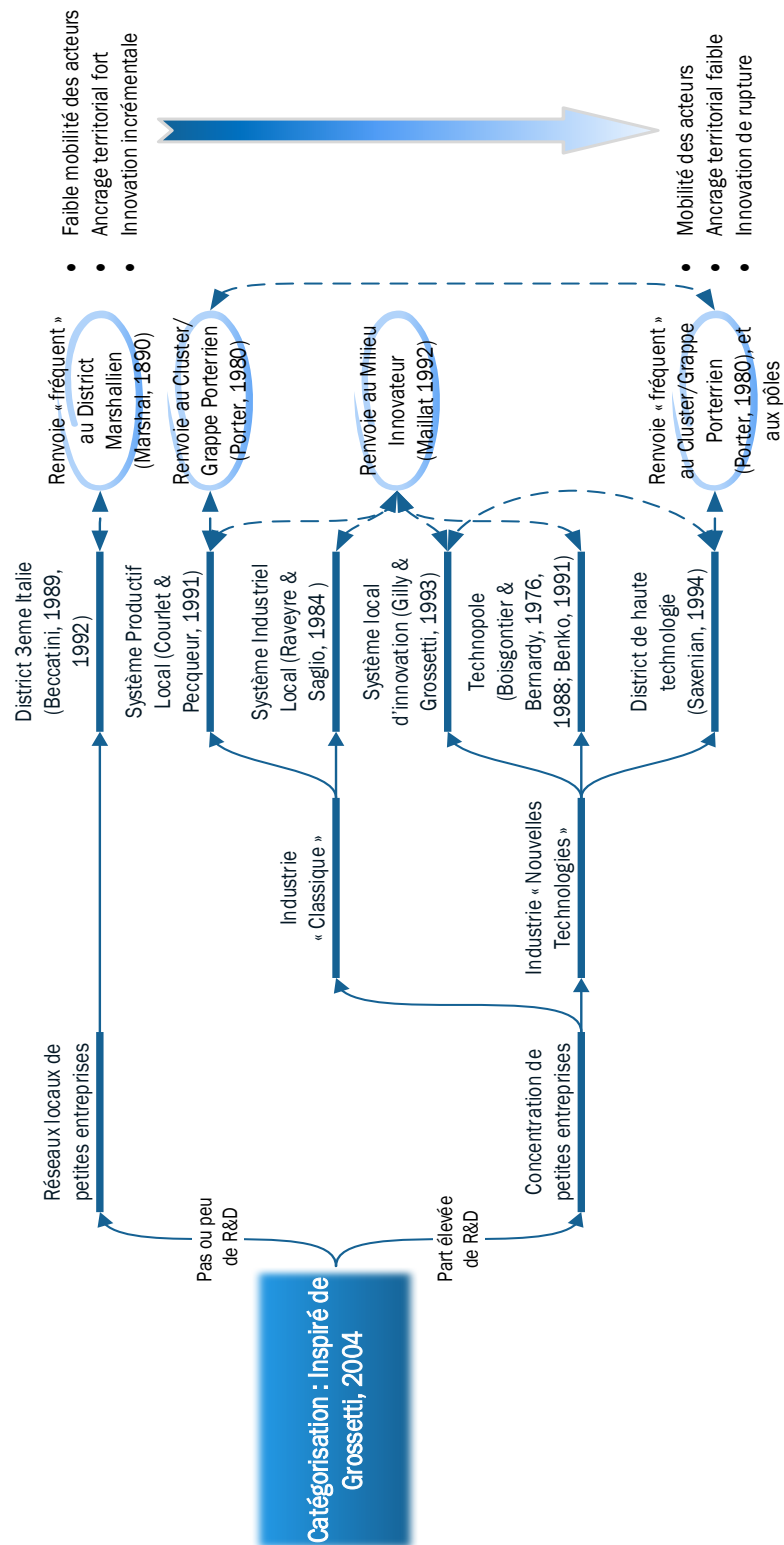 Catégorisation : Inspiré de
Grossetti, 2004
Pas ou peu
de R&D
Part élevée
de R&D
Réseaux locaux de
petites entreprises
Concentration de
petites entreprises
Industrie
« Classique »
Industrie « Nouvelles
Technologies »
District 3eme Italie
(Beccatini, 1989,
1992)
Système Productif
Local (Courlet &
Pecqueur, 1991)
Système Industriel
Local (Raveyre &
Saglio, 1984 )
Système local
d'innovation (Gilly &
Grossetti, 1993)
Technopole
(Boisgontier &
Bernardy, 1976,
1988; Benko, 1991)
District de haute
technologie
(Saxenian, 1994)
Renvoie « fréquent »
au District
Marshallien
(Marshal, 1890)
Renvoie au Cluster/
Grappe Porterrien
(Porter, 1980)
Renvoie au Milieu
Innovateur
(Maillat 1992)
Renvoie « fréquent »
au Cluster/Grappe
Porterrien
(Porter, 1980), et
aux pôles
• Faible mobilité des acteurs
• Ancrage territorial fort
• Innovation incrémentale
• Mobilité des acteurs
• Ancrage territorial faible
• Innovation de rupture